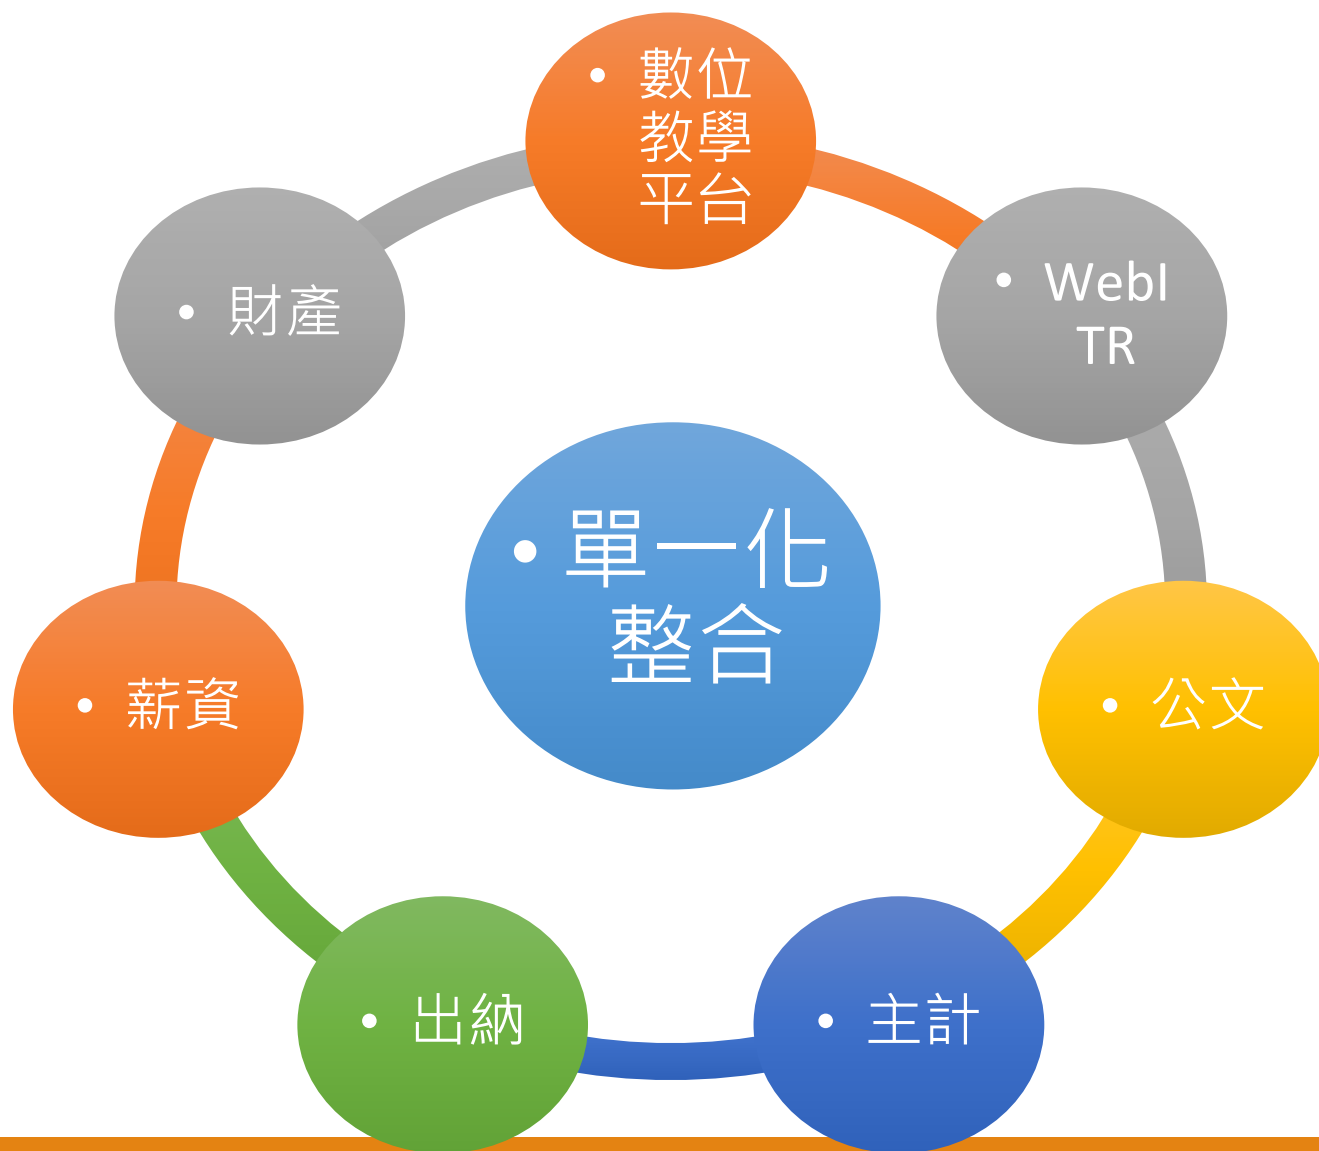 • 數位
教學
平台
• WebI
TR
• 公文
• 主計
• 出納
• 薪資
• 財產
• 單一化
整合